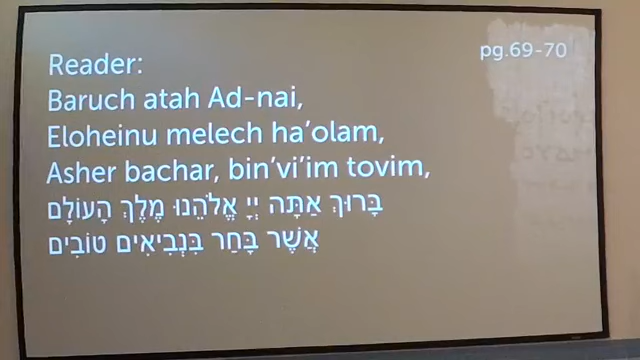 pg.69-70
Reader:
Baruch atah Ad-nai,
Eloheinu melech ha'olam,
Asher bachar, bin'vi'im tovim,
בָּרוּךְ אַתָּה יְיָ אֱלֹהֵנוּ מֶלֶךְ הָעוֹלָם
אֲשֶׁר בָּחַר בִּנְבִיאִים טוֹבִים